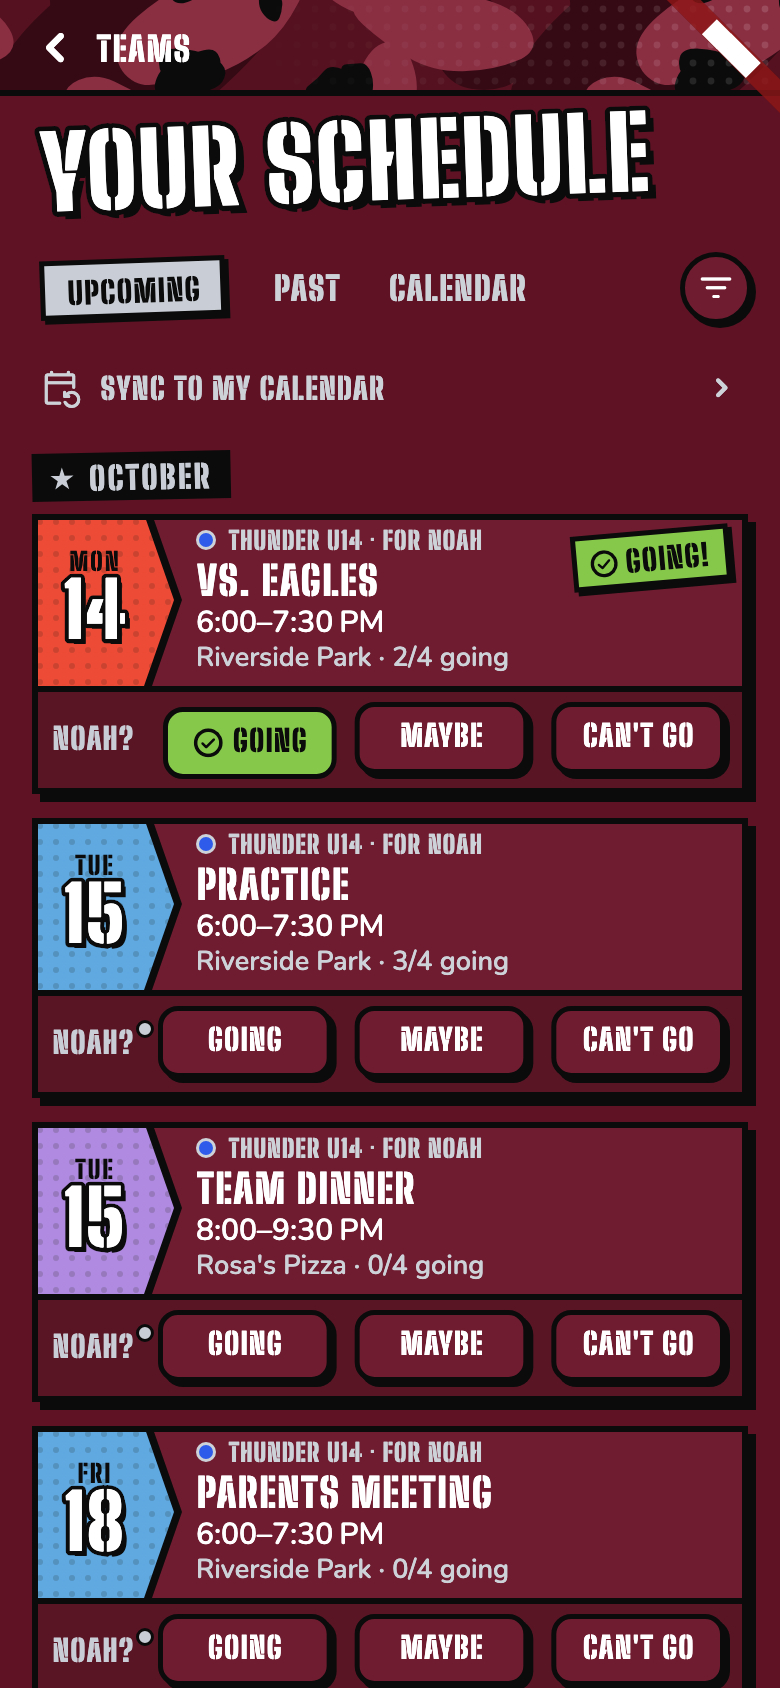 TEAMS
YOUR SCHEDULE
UPCOMING PAST CALENDAR
SYNC TO MY CALENDAR
★ OCTOBER
MON
14
THUNDER U14 · FOR NOAH
VS. EAGLES
6:00–7:30 PM
Riverside Park · 2/4 going
GOING!
NOAH? GOING MAYBE CAN'T GO
TUE
15
THUNDER U14 · FOR NOAH
PRACTICE
6:00–7:30 PM
Riverside Park · 3/4 going
NOAH? GOING MAYBE CAN'T GO
TUE
15
THUNDER U14 · FOR NOAH
TEAM DINNER
8:00–9:30 PM
Rosa's Pizza · 0/4 going
NOAH? GOING MAYBE CAN'T GO
FRI
18
THUNDER U14 · FOR NOAH
PARENTS MEETING
6:00–7:30 PM
Riverside Park · 0/4 going
NOAH? GOING MAYBE CAN'T GO